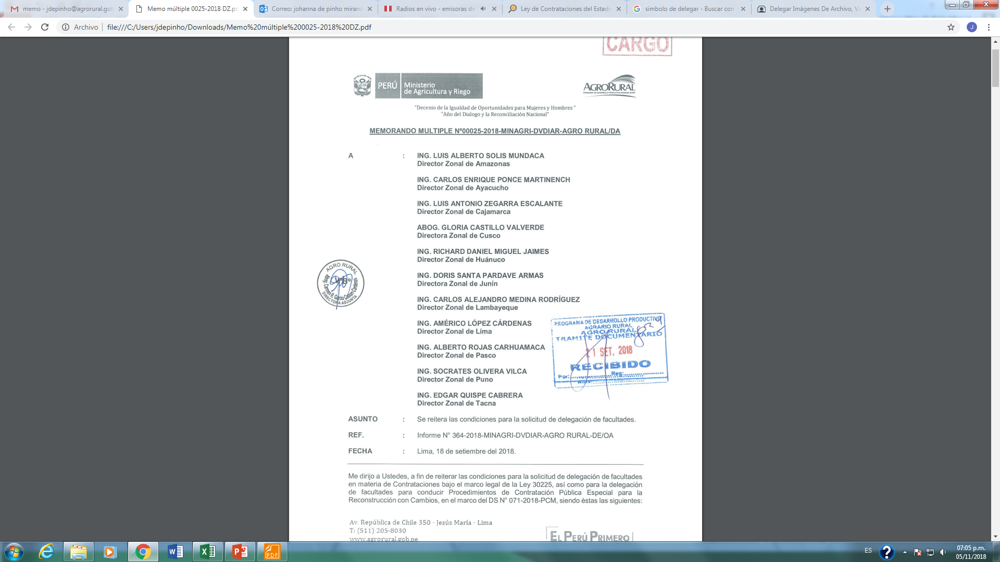 memo - jdepinho@agrorural.gob
Memo múltiple 0025-2018 DZ.pd
Correo: johanna de pinho miran
Radios en vivo - emisoras de
Ley de Contrataciones del Estado
simbolo de delegar - Buscar con
Delegar Imágenes De Archivo, Ve
Archivo
file:///C:/Users/jdepinho/Downloads/Memo%20múltiple%200025-2018%20DZ.pdf
J
CARGO
PERÚ
Ministerio
de Agricultura y Riego
AGRORURAL
"Decenio de la Igualdad de Oportunidades para Mujeres y Hombres "
"Año del Dialogo y la Reconciliación Nacional"
MEMORANDO MULTIPLE Nº00025-2018-MINAGRI-DVDIAR-AGRO RURAL/DA
A : ING. LUIS ALBERTO SOLIS MUNDACA
Director Zonal de Amazonas
ING. CARLOS ENRIQUE PONCE MARTINENCH
Director Zonal de Ayacucho
ING. LUIS ANTONIO ZEGARRA ESCALANTE
Director Zonal de Cajamarca
ABOG. GLORIA CASTILLO VALVERDE
Directora Zonal de Cusco
ING. RICHARD DANIEL MIGUEL JAIMES
Director Zonal de Huánuco
ING. DORIS SANTA PARDAVE ARMAS
Directora Zonal de Junín
ING. CARLOS ALEJANDRO MEDINA RODRÍGUEZ
Director Zonal de Lambayeque
ING. AMÉRICO LÓPEZ CÁRDENAS
Director Zonal de Lima
ING. ALBERTO ROJAS CARHUAMACA
Director Zonal de Pasco
ING. SOCRATES OLIVERA VILCA
Director Zonal de Puno
ING. EDGAR QUISPE CABRERA
Director Zonal de Tacna
AGRO RURAL
VºBº
Abog. Carmen R. García Cobian Cárdenas
DIRECTORA ADJUNTA
PROGRAMA DE DESARROLLO PRODUCTIVO
AGRARIO RURAL
AGRO RURAL
TRAMITE DOCUMENTARIO
21 SET. 2018
RECIBIDO
Por: Reg:
ASUNTO : Se reitera las condiciones para la solicitud de delegación de facultades.
REF. : Informe N° 364-2018-MINAGRI-DVDIAR-AGRO RURAL-DE/OA
FECHA : Lima, 18 de setiembre del 2018.
Me dirijo a Ustedes, a fin de reiterar las condiciones para la solicitud de delegación de facultades
en materia de Contrataciones bajo el marco legal de la Ley 30225, así como para la delegación
de facultades para conducir Procedimientos de Contratación Pública Especial para la
Reconstrucción con Cambios, en el marco del DS N° 071-2018-PCM, siendo éstas las siguientes:
Av. República de Chile 350 - Jesús María - Lima
T: (511) 205-8030
www.agrorural.gob.pe
EL PERÚ PRIMERO
ES
07:05 p.m.
05/11/2018